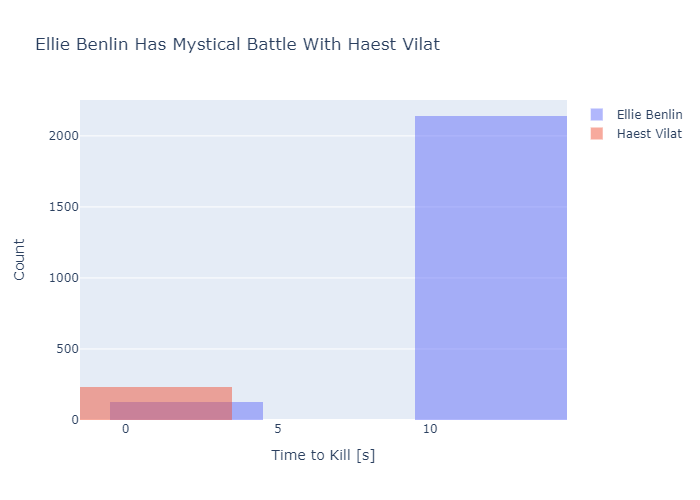 Ellie Benlin Has Mystical Battle With Haest Vilat
Ellie Benlin
Haest Vilat
2000
1500
1000
500
0
Count
0 5 10
Time to Kill [s]